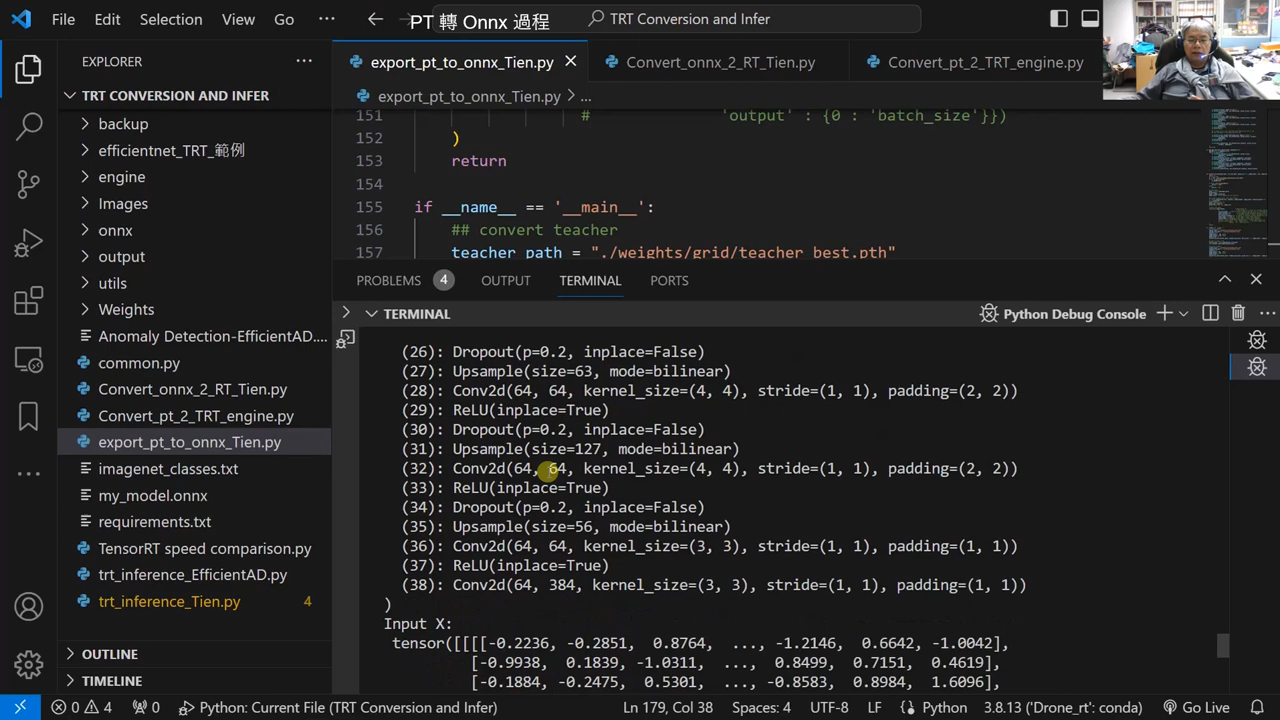 File Edit Selection View Go ··· PT 轉 Onnx 過程 TRT Conversion and Infer
EXPLORER ···
TRT CONVERSION AND INFER
backup
efficientnet_TRT_範例
engine
Images
onnx
output
utils
Weights
Anomaly Detection-EfficientAD....
common.py
Convert_onnx_2_RT_Tien.py
Convert_pt_2_TRT_engine.py
export_pt_to_onnx_Tien.py
imagenet_classes.txt
my_model.onnx
requirements.txt
TensorRT speed comparison.py
trt_inference_EfficientAD.py
trt_inference_Tien.py 4
OUTLINE
TIMELINE
export_pt_to_onnx_Tien.py Convert_onnx_2_RT_Tien.py Convert_pt_2_TRT_engine.py
export_pt_to_onnx_Tien.py > ...
151 # 'output' : {0 : 'batch_size'}})
152 )
153 return
154
155 if __name__ == '__main__':
156 ## convert teacher
157 teacher_path = "./weights/grid/teacher_best.pth"
PROBLEMS 4 OUTPUT TERMINAL PORTS
TERMINAL Python Debug Console
(26): Dropout(p=0.2, inplace=False)
(27): Upsample(size=63, mode=bilinear)
(28): Conv2d(64, 64, kernel_size=(4, 4), stride=(1, 1), padding=(2, 2))
(29): ReLU(inplace=True)
(30): Dropout(p=0.2, inplace=False)
(31): Upsample(size=127, mode=bilinear)
(32): Conv2d(64, 64, kernel_size=(4, 4), stride=(1, 1), padding=(2, 2))
(33): ReLU(inplace=True)
(34): Dropout(p=0.2, inplace=False)
(35): Upsample(size=56, mode=bilinear)
(36): Conv2d(64, 64, kernel_size=(3, 3), stride=(1, 1), padding=(1, 1))
(37): ReLU(inplace=True)
(38): Conv2d(64, 384, kernel_size=(3, 3), stride=(1, 1), padding=(1, 1))
)
Input X:
tensor([[[[-0.2236, -0.2851, 0.8764, ..., -1.2146, 0.6642, -1.0042],
[-0.9938, 0.1839, -1.0311, ..., 0.8499, 0.7151, 0.4619],
[-0.1884, -0.2475, 0.5301, ..., -0.8583, 0.8984, 1.6096],
0 4 0 Python: Current File (TRT Conversion and Infer) Ln 179, Col 38 Spaces: 4 UTF-8 LF Python 3.8.13 ('Drone_rt': conda) Go Live